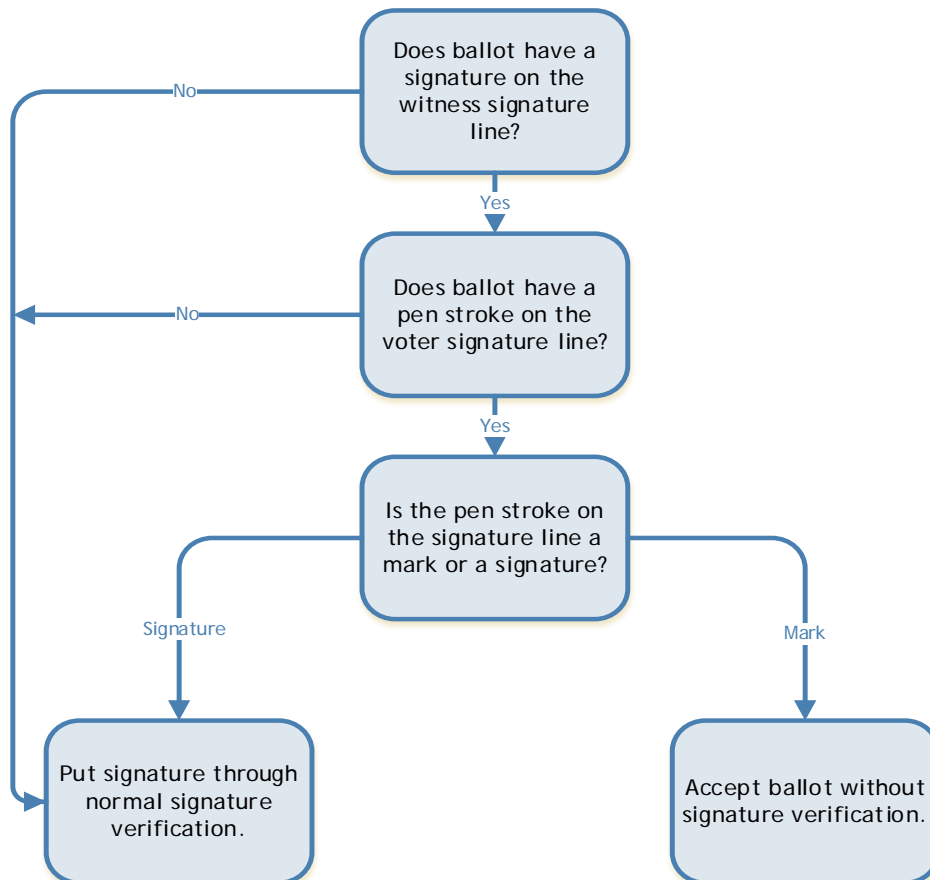 Does ballot have a
signature on the
witness signature
line?
No
Yes
Does ballot have a
pen stroke on the
voter signature line?
No
Yes
Is the pen stroke on
the signature line a
mark or a signature?
Signature
Mark
Put signature through
normal signature
verification.
Accept ballot without
signature verification.